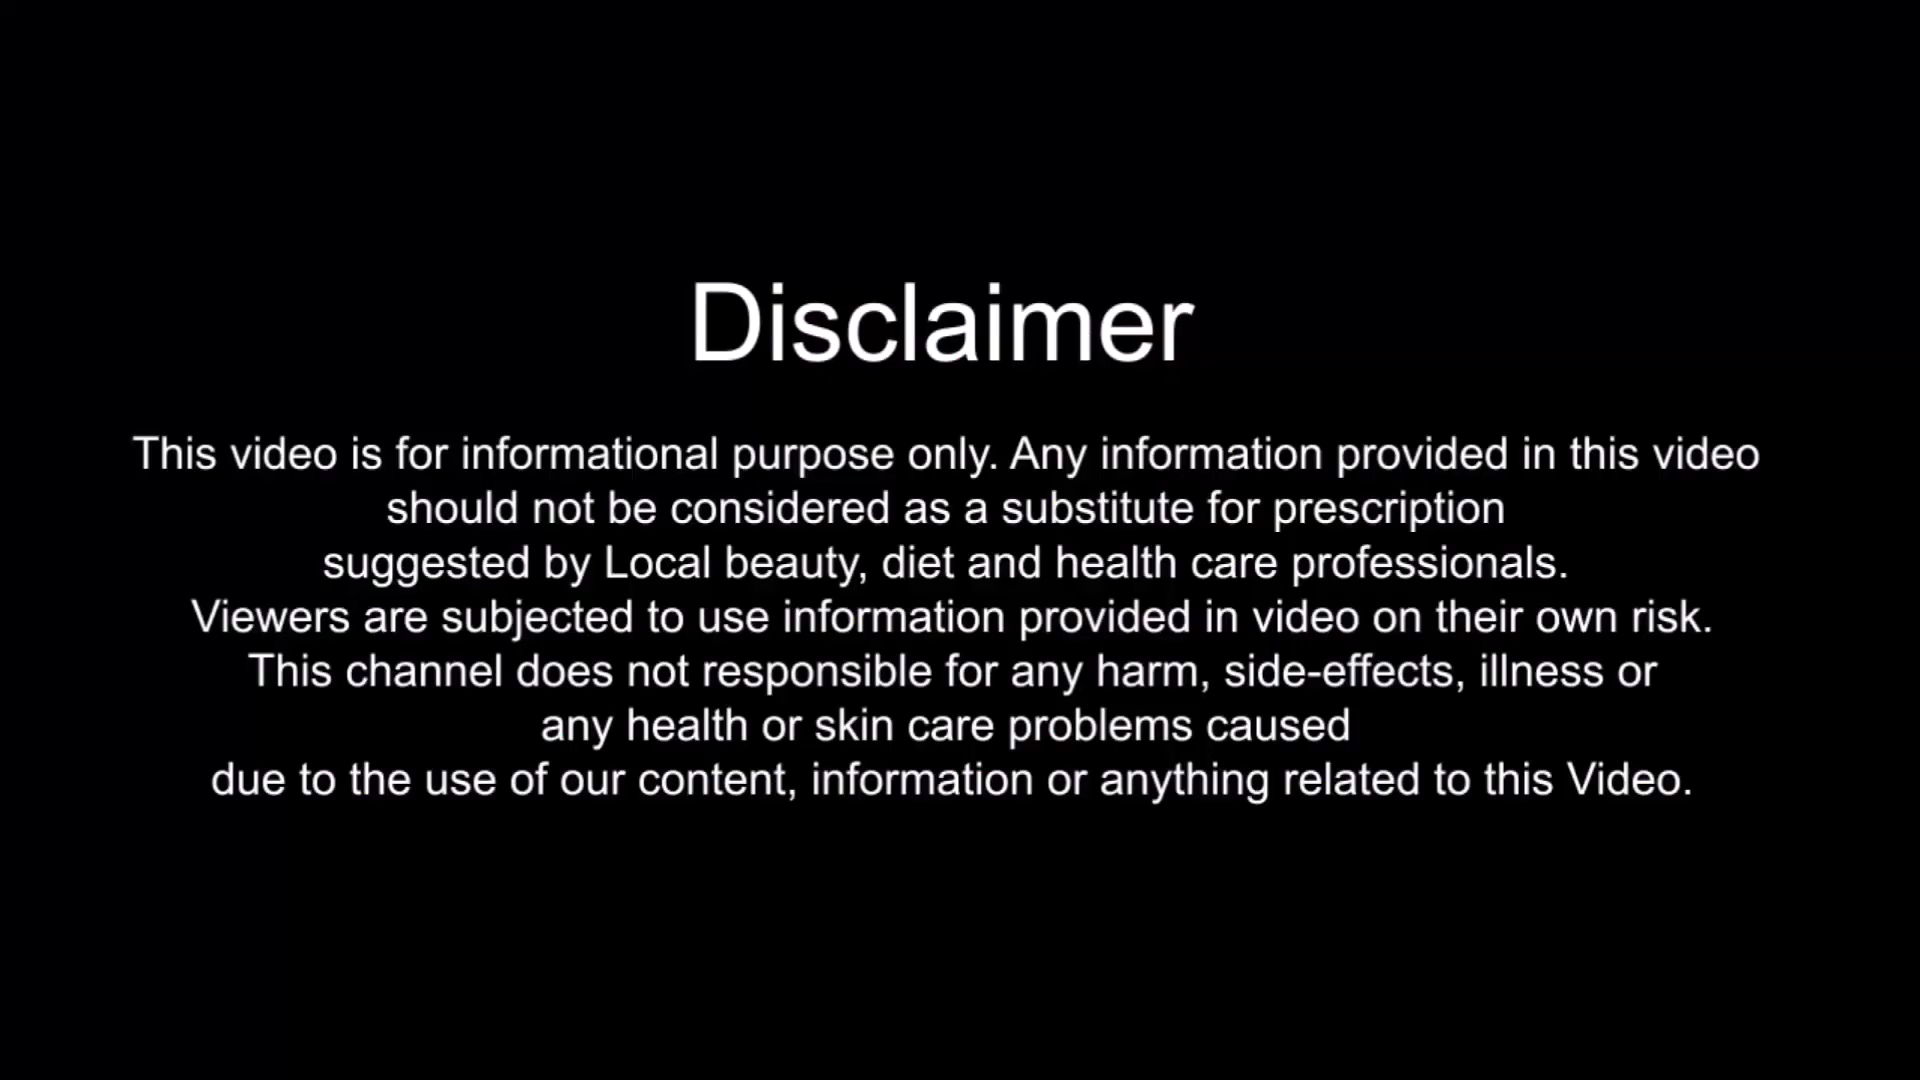 Disclaimer
This video is for informational purpose only. Any information provided in this video
should not be considered as a substitute for prescription
suggested by Local beauty, diet and health care professionals.
Viewers are subjected to use information provided in video on their own risk.
This channel does not responsible for any harm, side-effects, illness or
any health or skin care problems caused
due to the use of our content, information or anything related to this Video.